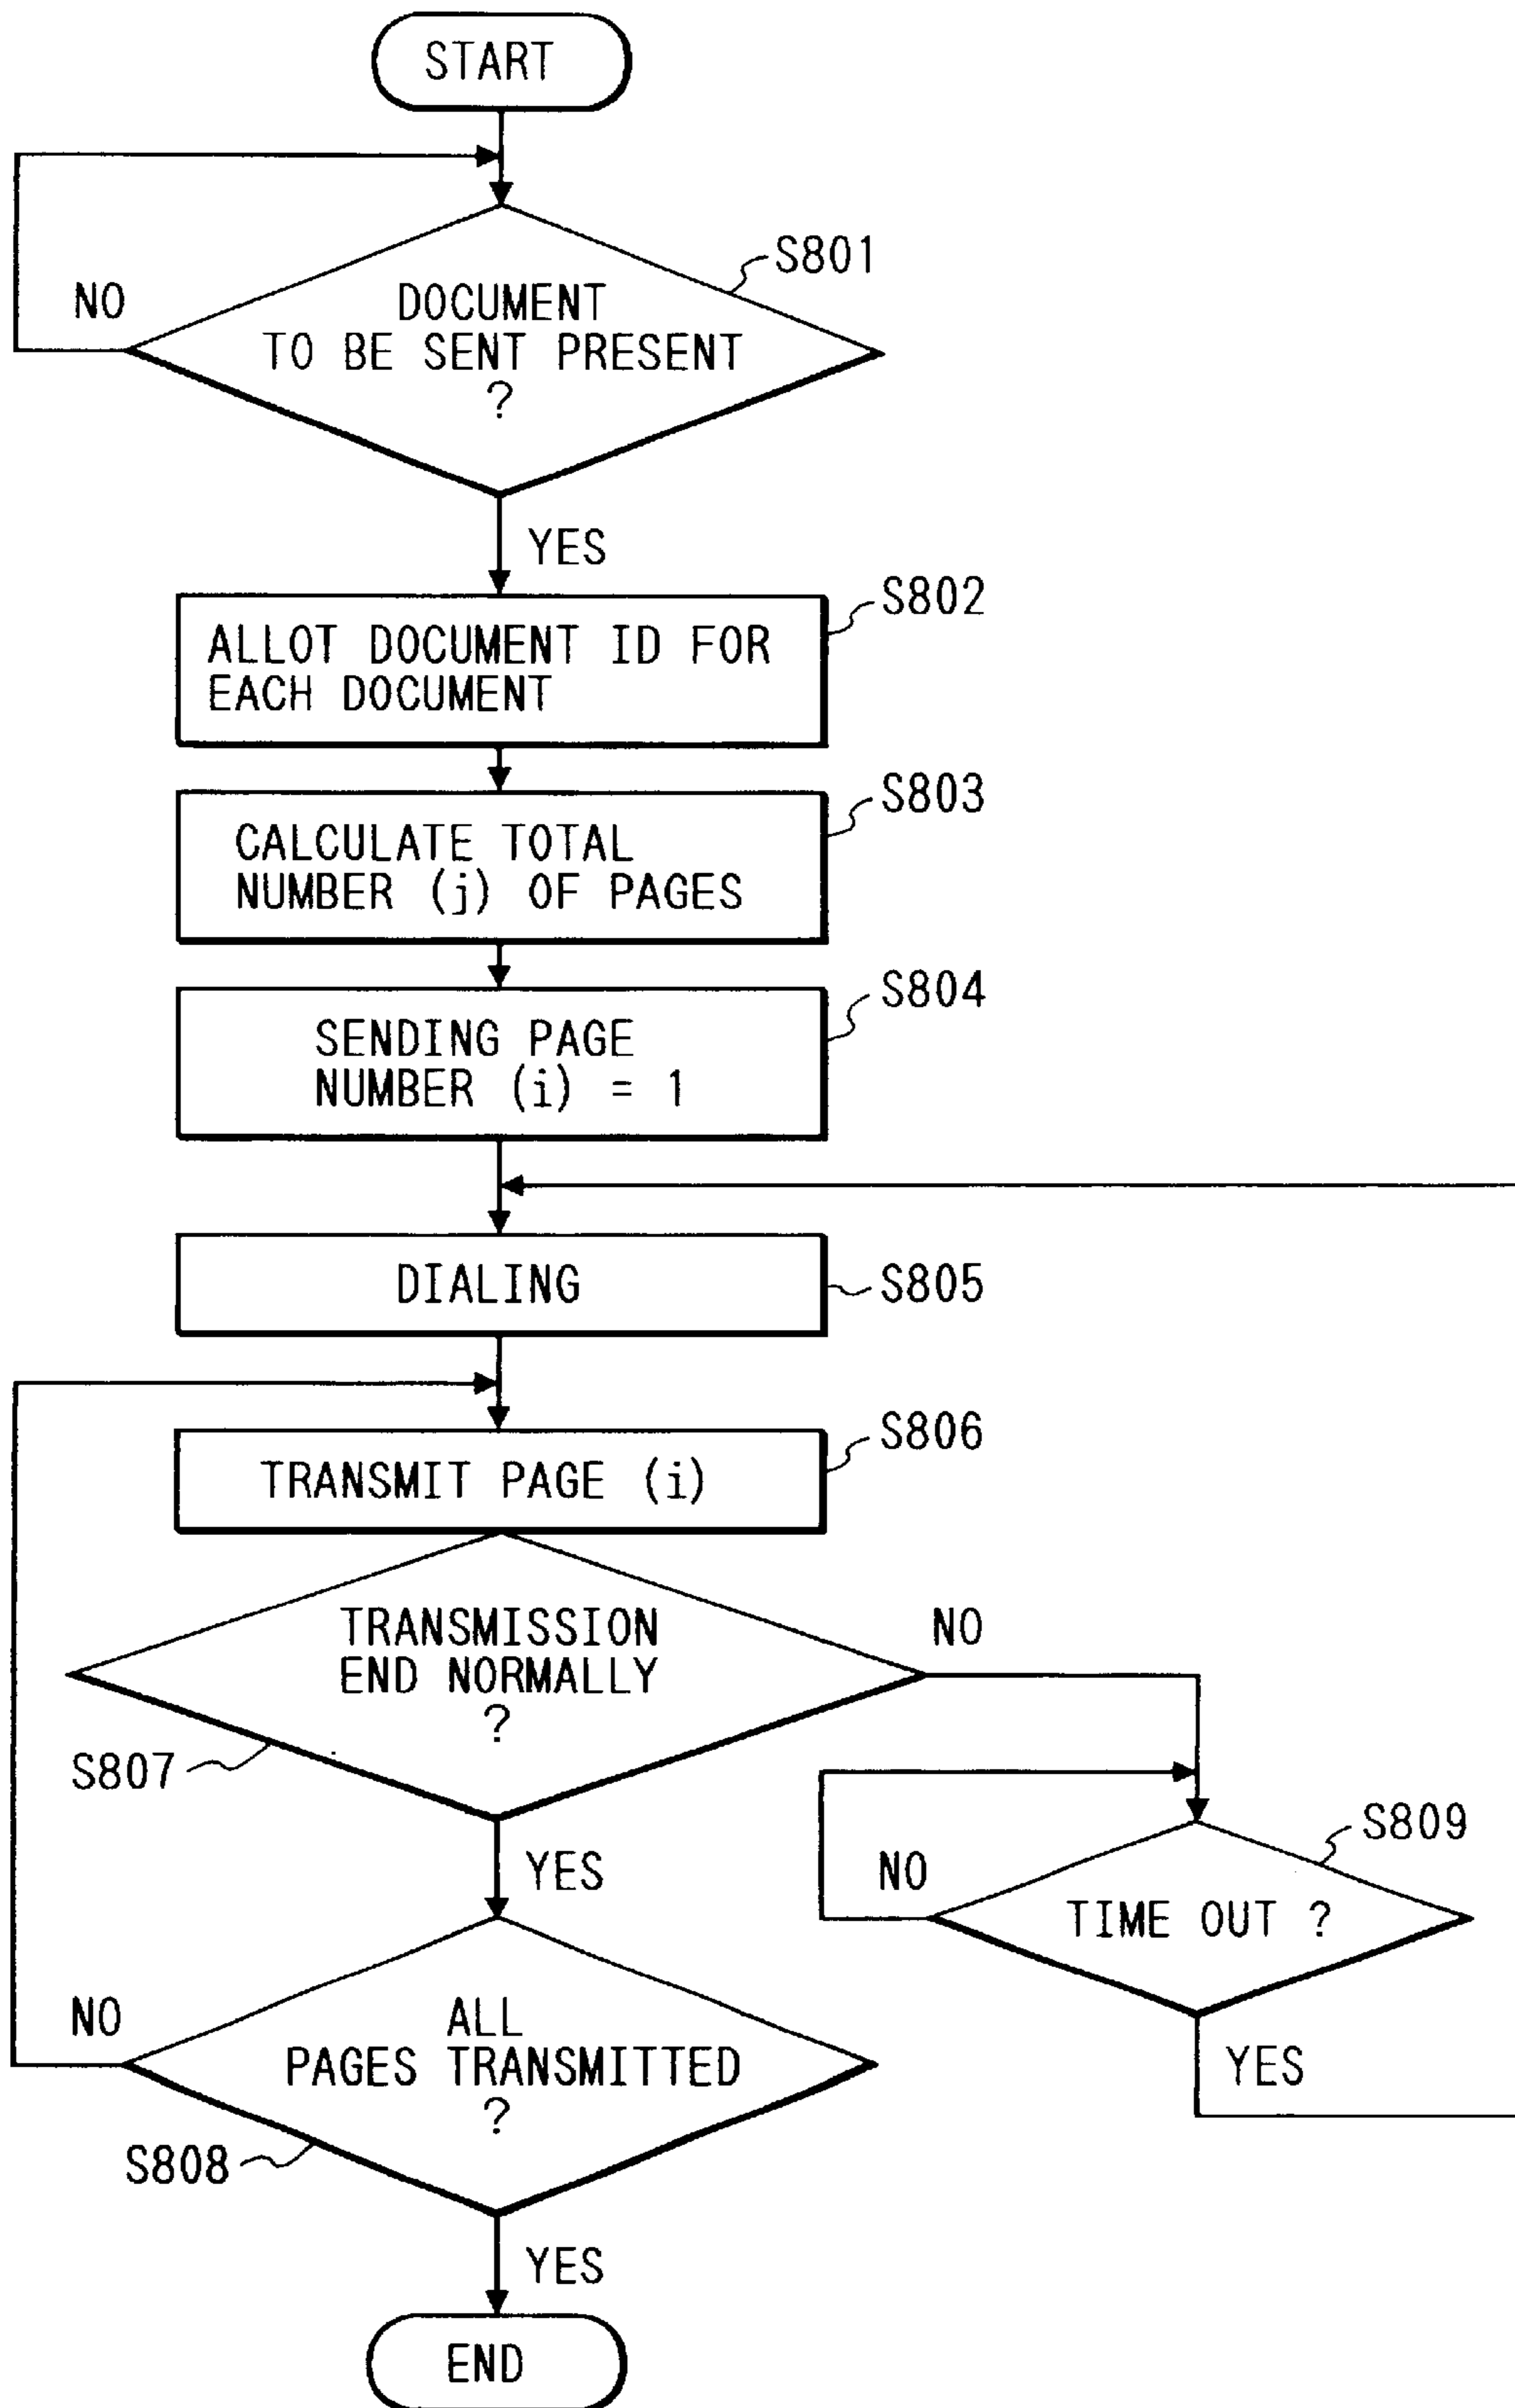 START
S801
NO
DOCUMENT
TO BE SENT PRESENT
?
YES
S802
ALLOT DOCUMENT ID FOR
EACH DOCUMENT
S803
CALCULATE TOTAL
NUMBER (j) OF PAGES
S804
SENDING PAGE
NUMBER (i) = 1
DIALING
S805
S806
TRANSMIT PAGE (i)
TRANSMISSION
END NORMALLY
?
NO
S807
S809
YES
NO
TIME OUT ?
NO
ALL
PAGES TRANSMITTED
?
YES
S808
YES
END